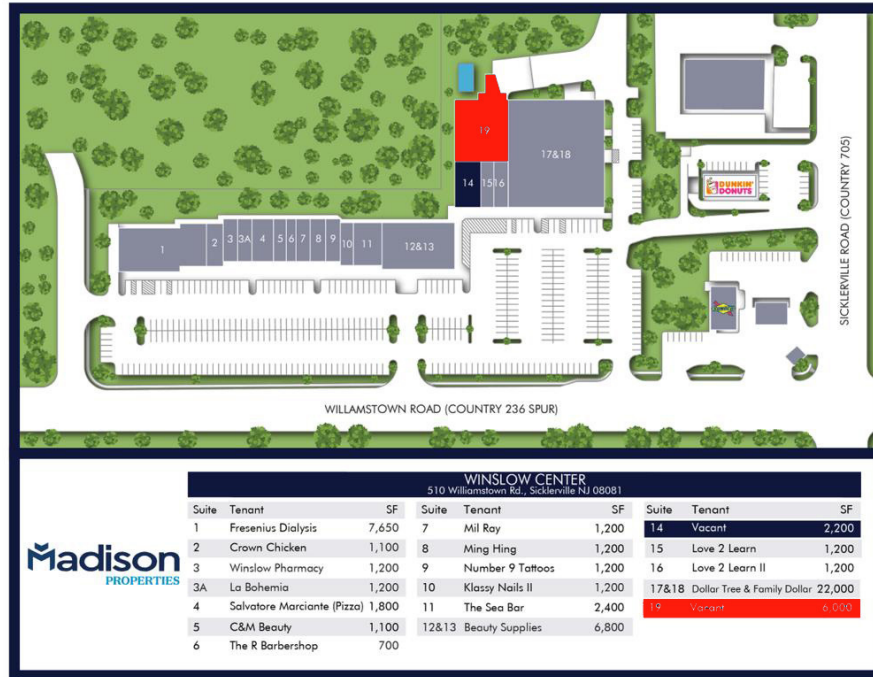 19
17&18
14
15
16
1
2
3
3A
4
5
6
7
8
9
10
11
12&13
DUNKIN'
DONUTS
SICKLERVILLE ROAD (COUNTRY 705)
WILLAMSTOWN ROAD (COUNTRY 236 SPUR)
Madison
PROPERTIES
WINSLOW CENTER
510 Williamstown Rd., Sicklerville NJ 08081
Suite Tenant SF
1 Fresenius Dialysis 7,650
2 Crown Chicken 1,100
3 Winslow Pharmacy 1,200
3A La Bohemia 1,200
4 Salvatore Marciante (Pizza) 1,800
5 C&M Beauty 1,100
6 The R Barbershop 700
Suite Tenant SF
7 Mil Ray 1,200
8 Ming Hing 1,200
9 Number 9 Tattoos 1,200
10 Klassy Nails II 1,200
11 The Sea Bar 2,400
12&13 Beauty Supplies 6,800
Suite Tenant SF
14 Vacant 2,200
15 Love 2 Learn 1,200
16 Love 2 Learn II 1,200
17&18 Dollar Tree & Family Dollar 22,000
19 Vacant 6,000